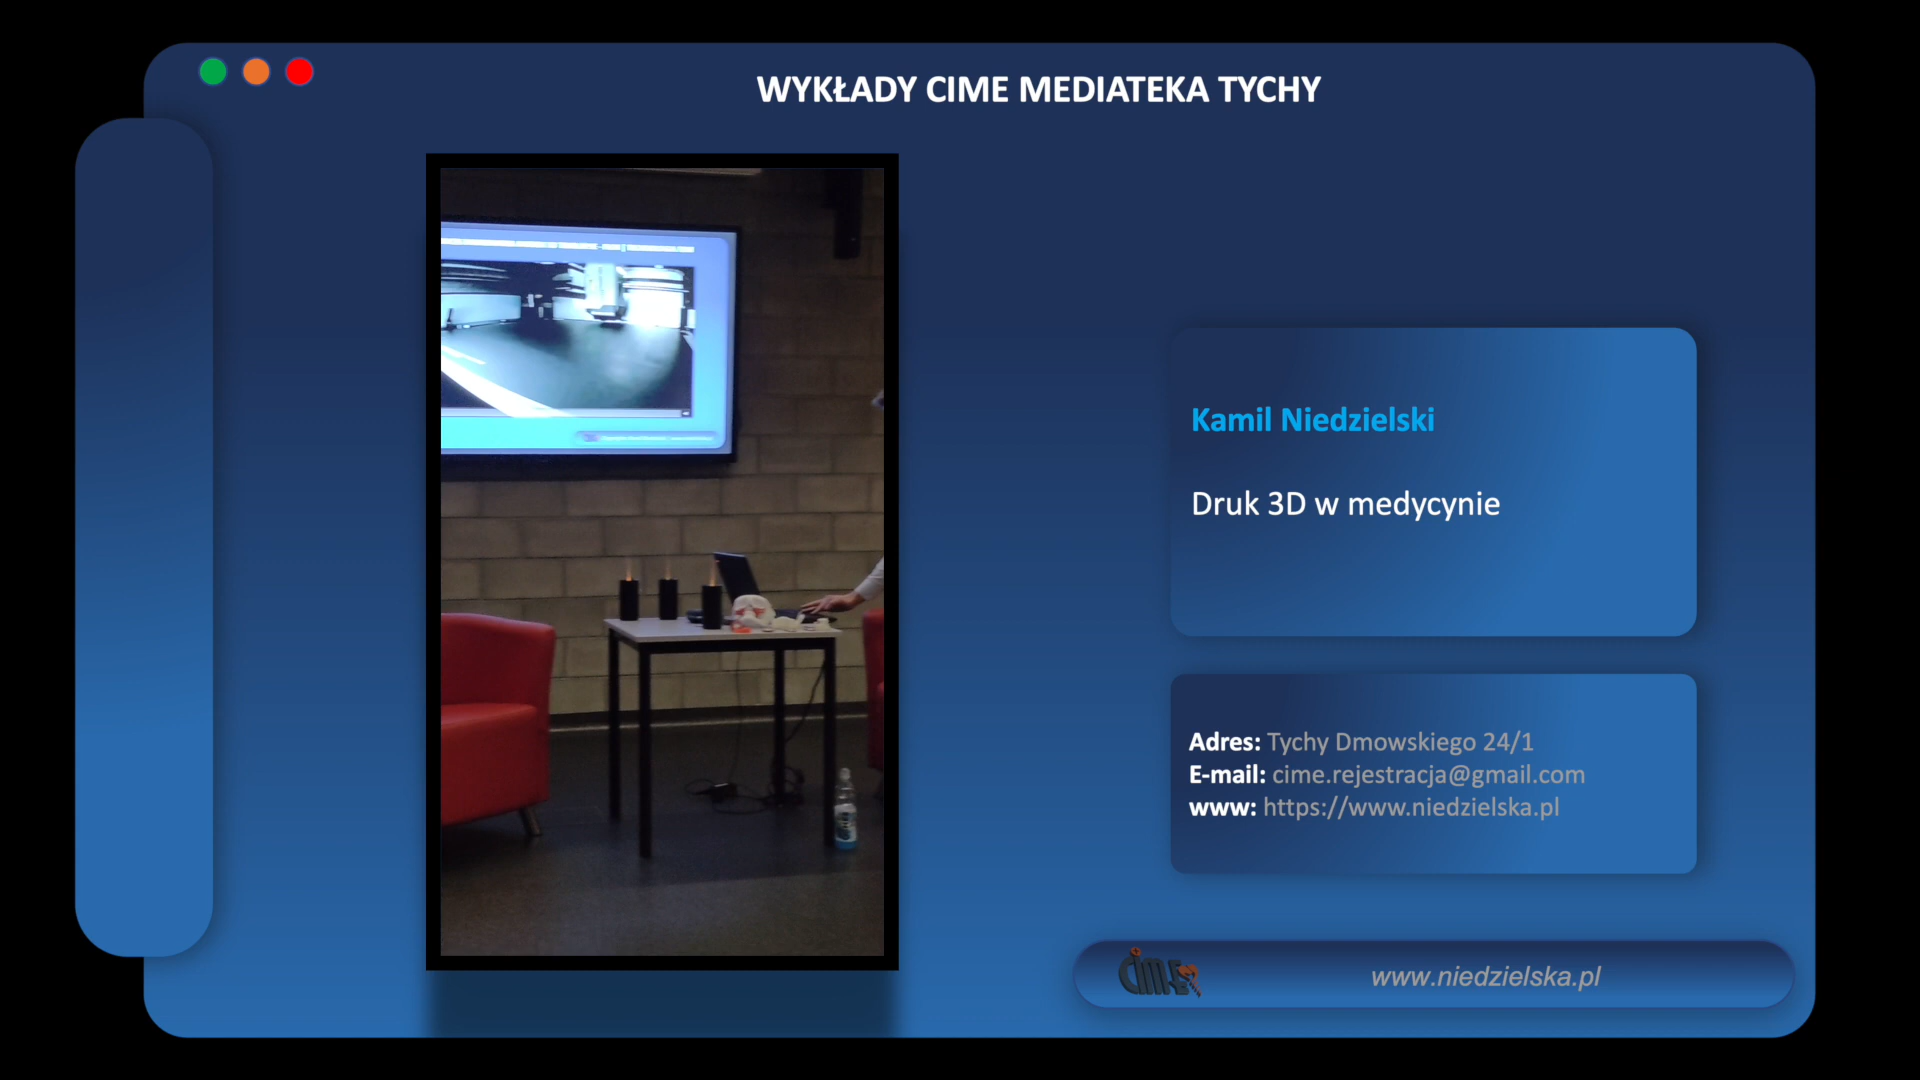 WYKŁADY CIME MEDIATEKA TYCHY
Kamil Niedzielski
Druk 3D w medycynie
Adres: Tychy Dmowskiego 24/1
E-mail: cime.rejestracja@gmail.com
www: https://www.niedzielska.pl
CIME
www.niedzielska.pl